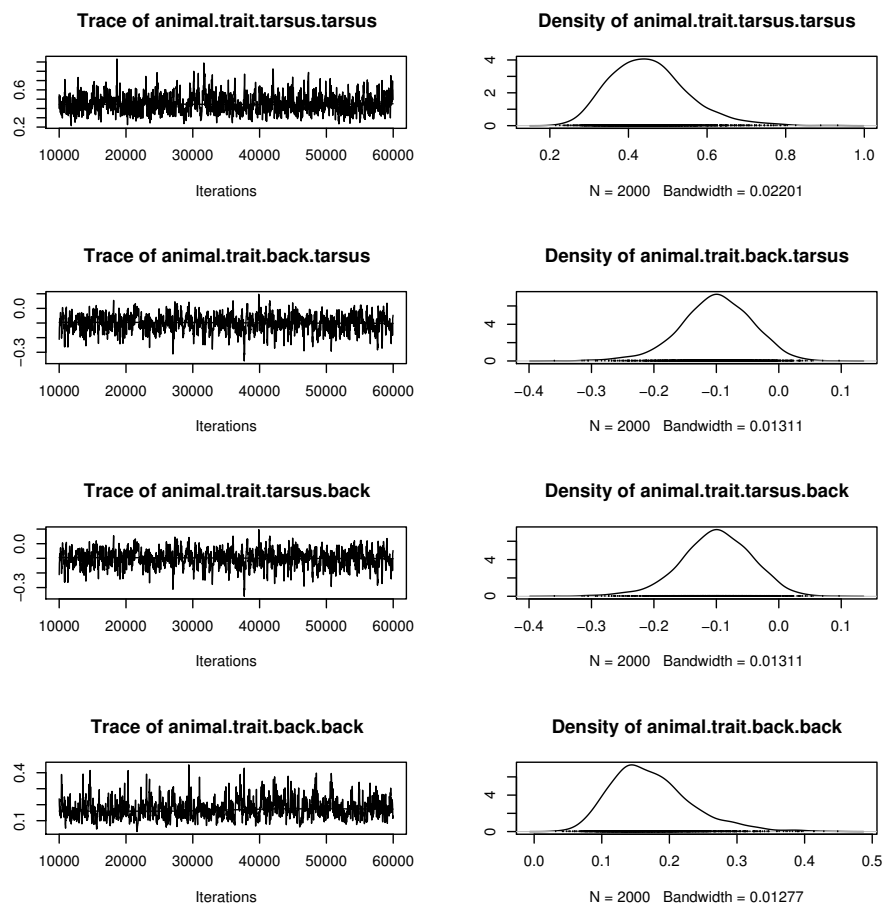 Trace of animal.trait.tarsus.tarsus
0.2 0.6
10000 20000 30000 40000 50000 60000
Iterations
Density of animal.trait.tarsus.tarsus
0 2 4
0.2 0.4 0.6 0.8 1.0
N = 2000 Bandwidth = 0.02201
Trace of animal.trait.back.tarsus
−0.3 0.0
10000 20000 30000 40000 50000 60000
Iterations
Density of animal.trait.back.tarsus
0 4
−0.4 −0.3 −0.2 −0.1 0.0 0.1
N = 2000 Bandwidth = 0.01311
Trace of animal.trait.tarsus.back
−0.3 0.0
10000 20000 30000 40000 50000 60000
Iterations
Density of animal.trait.tarsus.back
0 4
−0.4 −0.3 −0.2 −0.1 0.0 0.1
N = 2000 Bandwidth = 0.01311
Trace of animal.trait.back.back
0.1 0.4
10000 20000 30000 40000 50000 60000
Iterations
Density of animal.trait.back.back
0 4
0.0 0.1 0.2 0.3 0.4 0.5
N = 2000 Bandwidth = 0.01277